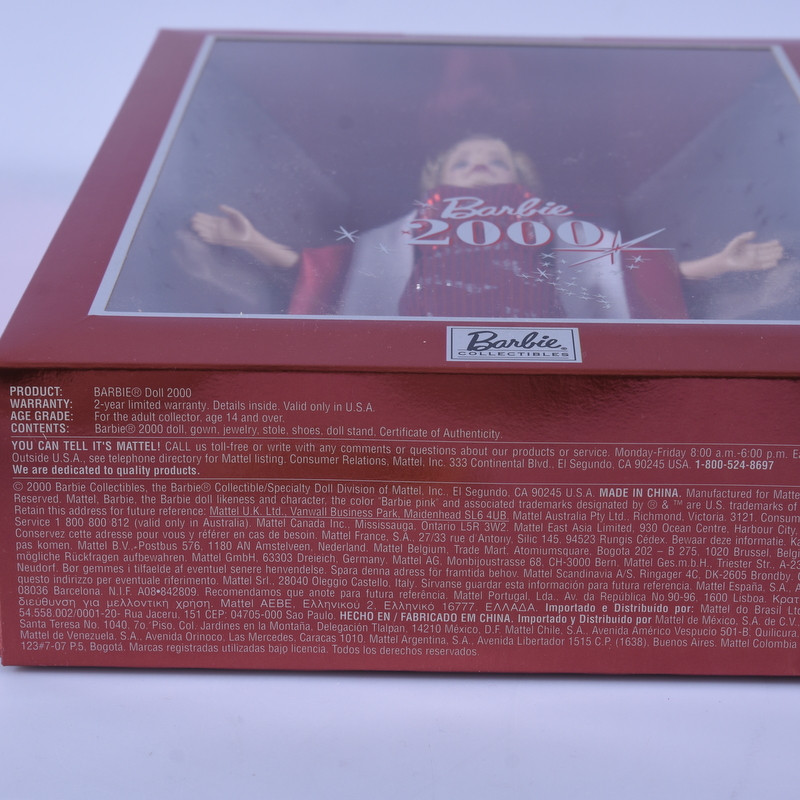 Barbie
2000
Barbie®
COLLECTIBLES
PRODUCT: BARBIE® Doll 2000
WARRANTY: 2-year limited warranty. Details inside. Valid only in U.S.A.
AGE GRADE: For the adult collector, age 14 and over.
CONTENTS: Barbie® 2000 doll, gown, jewelry, stole, shoes, doll stand, Certificate of Authenticity.
YOU CAN TELL IT'S MATTEL! CALL us toll-free or write with any comments or questions about our products or service. Monday-Friday 8:00 a.m.-6:00 p.m.
Outside U.S.A., see telephone directory for Mattel listing. Consumer Relations, Mattel, Inc. 333 Continental Blvd., El Segundo, CA 90245 USA. 1-800-524-8697
We are dedicated to quality products.
© 2000 Barbie Collectibles, the Barbie® Collectible/Specialty Doll Division of Mattel, Inc., El Segundo, CA 90245 U.S.A. MADE IN CHINA. Manufactured for Mattel
Reserved. Mattel, Barbie, the Barbie doll likeness and character, the color "Barbie pink" and associated trademarks designated by ® & ™ are U.S. trademarks of
Retain this address for future reference: Mattel U.K. Ltd., Vanwall Business Park, Maidenhead SL6 4UB. Mattel Australia Pty Ltd., Richmond, Victoria. 3121. Consum
Service 1 800 800 812 (valid only in Australia). Mattel Canada Inc., Mississauga, Ontario L5R 3W2. Mattel East Asia Limited, 930 Ocean Centre, Harbour City,
Conservez cette adresse pour vous y référer en cas de besoin. Mattel France, S.A., 27/33 rue d'Antony, Silic 145, 94523 Rungis Cédex. Bewaar deze informatie. Ka
pas komen. Mattel B.V.,-Postbus 576, 1180 AN Amstelveen, Nederland. Mattel Belgium, Trade Mart, Atomiumsquare, Bogota 202 – B 275, 1020 Brussel, Belgi
mögliche Rückfragen aufbewahren. Mattel GmbH, 63303 Dreieich, Germany. Mattel AG, Monbijoustrasse 68, CH-3000 Bern. Mattel Ges.m.b.H., Triester Str., A-23
Neudorf. Bør gemmes i tilfælde af eventuel senere henvendelse. Spara denna adress för framtida behov. Mattel Scandinavia A/S, Ringager 4C, DK-2605 Brøndby.
questo indirizzo per eventuale riferimento. Mattel Srl., 28040 Oleggio Castello, Italy. Sírvanse guardar esta información para futura referencia. Mattel España, S.A.,
08036 Barcelona. N.I.F. A08•842809. Recomendamos que anote para futura referência. Mattel Portugal, Lda., Av. da República No.90-96, 1600 Lisboa. Κρατ
διεύθυνση για μελλοντική χρήση. Mattel AEBE, Ελληνικού 2, Ελληνικό 16777, ΕΛΛΑΔΑ. Importado e Distribuido por: Mattel do Brasil Ltd
54.558.002/0001-20- Rua Jaceru, 151 CEP: 04705-000 Sao Paulo. HECHO EN / FABRICADO EM CHINA. Importado y Distribuido por Mattel de México, S.A. de C.V.
Santa Teresa No. 1040, 7o 'Piso, Col. Jardines en la Montaña, Delegación Tlalpan, 14210 México, D.F. Mattel Chile, S.A., Avenida Américo Vespucio 501-B, Quilicura,
Mattel de Venezuela, S.A., Avenida Orinoco, Las Mercedes, Caracas 1010. Mattel Argentina, S.A., Avenida Libertador 1515 C.P. (1638), Buenos Aires. Mattel Colombia
123#7-07 P.5, Bogotá. Marcas registradas utilizadas bajo licencia. Todos los derechos reservados.